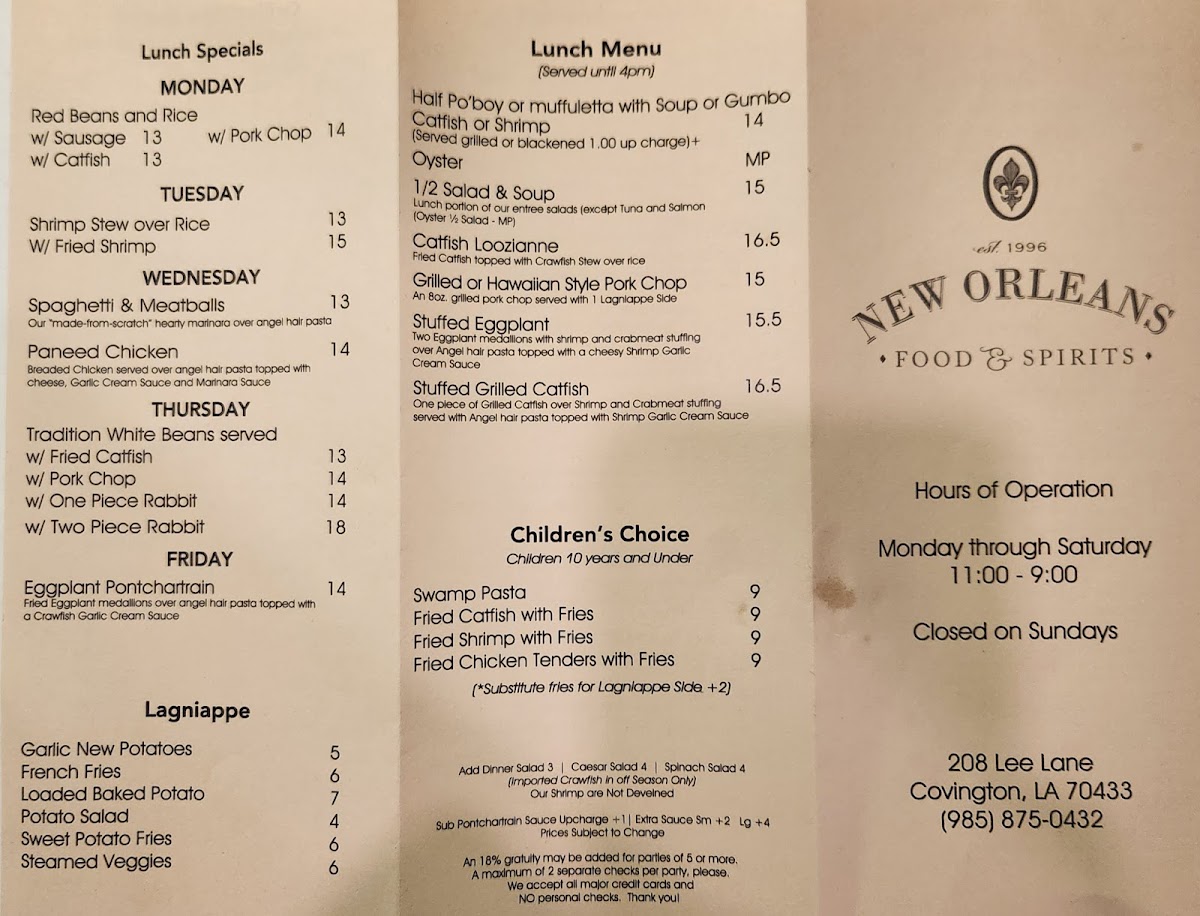 Lunch Specials
MONDAY
Red Beans and Rice
w/ Sausage 13 w/ Pork Chop 14
w/ Catfish 13
TUESDAY
Shrimp Stew over Rice 13
W/ Fried Shrimp 15
WEDNESDAY
Spaghetti & Meatballs 13
Our "made-from-scratch" hearty marinara over angel hair pasta
Paneed Chicken 14
Breaded Chicken served over angel hair pasta topped with
cheese, Garlic Cream Sauce and Marinara Sauce
THURSDAY
Tradition White Beans served
w/ Fried Catfish 13
w/ Pork Chop 14
w/ One Piece Rabbit 14
w/ Two Piece Rabbit 18
FRIDAY
Eggplant Pontchartrain 14
Fried Eggplant medallions over angel hair pasta topped with
a Crawfish Garlic Cream Sauce
Lagniappe
Garlic New Potatoes 5
French Fries 6
Loaded Baked Potato 7
Potato Salad 4
Sweet Potato Fries 6
Steamed Veggies 6
Lunch Menu
(Served until 4pm)
Half Po'boy or muffuletta with Soup or Gumbo
Catfish or Shrimp 14
(Served grilled or blackened 1.00 up charge)+
Oyster MP
1/2 Salad & Soup 15
Lunch portion of our entree salads (except Tuna and Salmon
(Oyster ½ Salad - MP)
Catfish Loozianne 16.5
Fried Catfish topped with Crawfish Stew over rice
Grilled or Hawaiian Style Pork Chop 15
An 8oz. grilled pork chop served with 1 Lagniappe Side
Stuffed Eggplant 15.5
Two Eggplant medallions with shrimp and crabmeat stuffing
over Angel hair pasta topped with a cheesy Shrimp Garlic
Cream Sauce
Stuffed Grilled Catfish 16.5
One piece of Grilled Catfish over Shrimp and Crabmeat stuffing
served with Angel hair pasta topped with Shrimp Garlic Cream Sauce
Children's Choice
Children 10 years and Under
Swamp Pasta 9
Fried Catfish with Fries 9
Fried Shrimp with Fries 9
Fried Chicken Tenders with Fries 9
(*Substitute fries for Lagniappe Side +2)
Add Dinner Salad 3 | Caesar Salad 4 | Spinach Salad 4
(Imported Crawfish in off Season Only)
Our Shrimp are Not Deveined
Sub Pontchartrain Sauce Upcharge +1| Extra Sauce Sm +2 Lg +4
Prices Subject to Change
An 18% gratuity may be added for parties of 5 or more.
A maximum of 2 separate checks per party, please.
We accept all major credit cards and
NO personal checks. Thank you!
est. 1996
NEW ORLEANS
• FOOD & SPIRITS •
Hours of Operation
Monday through Saturday
11:00 - 9:00
Closed on Sundays
208 Lee Lane
Covington, LA 70433
(985) 875-0432